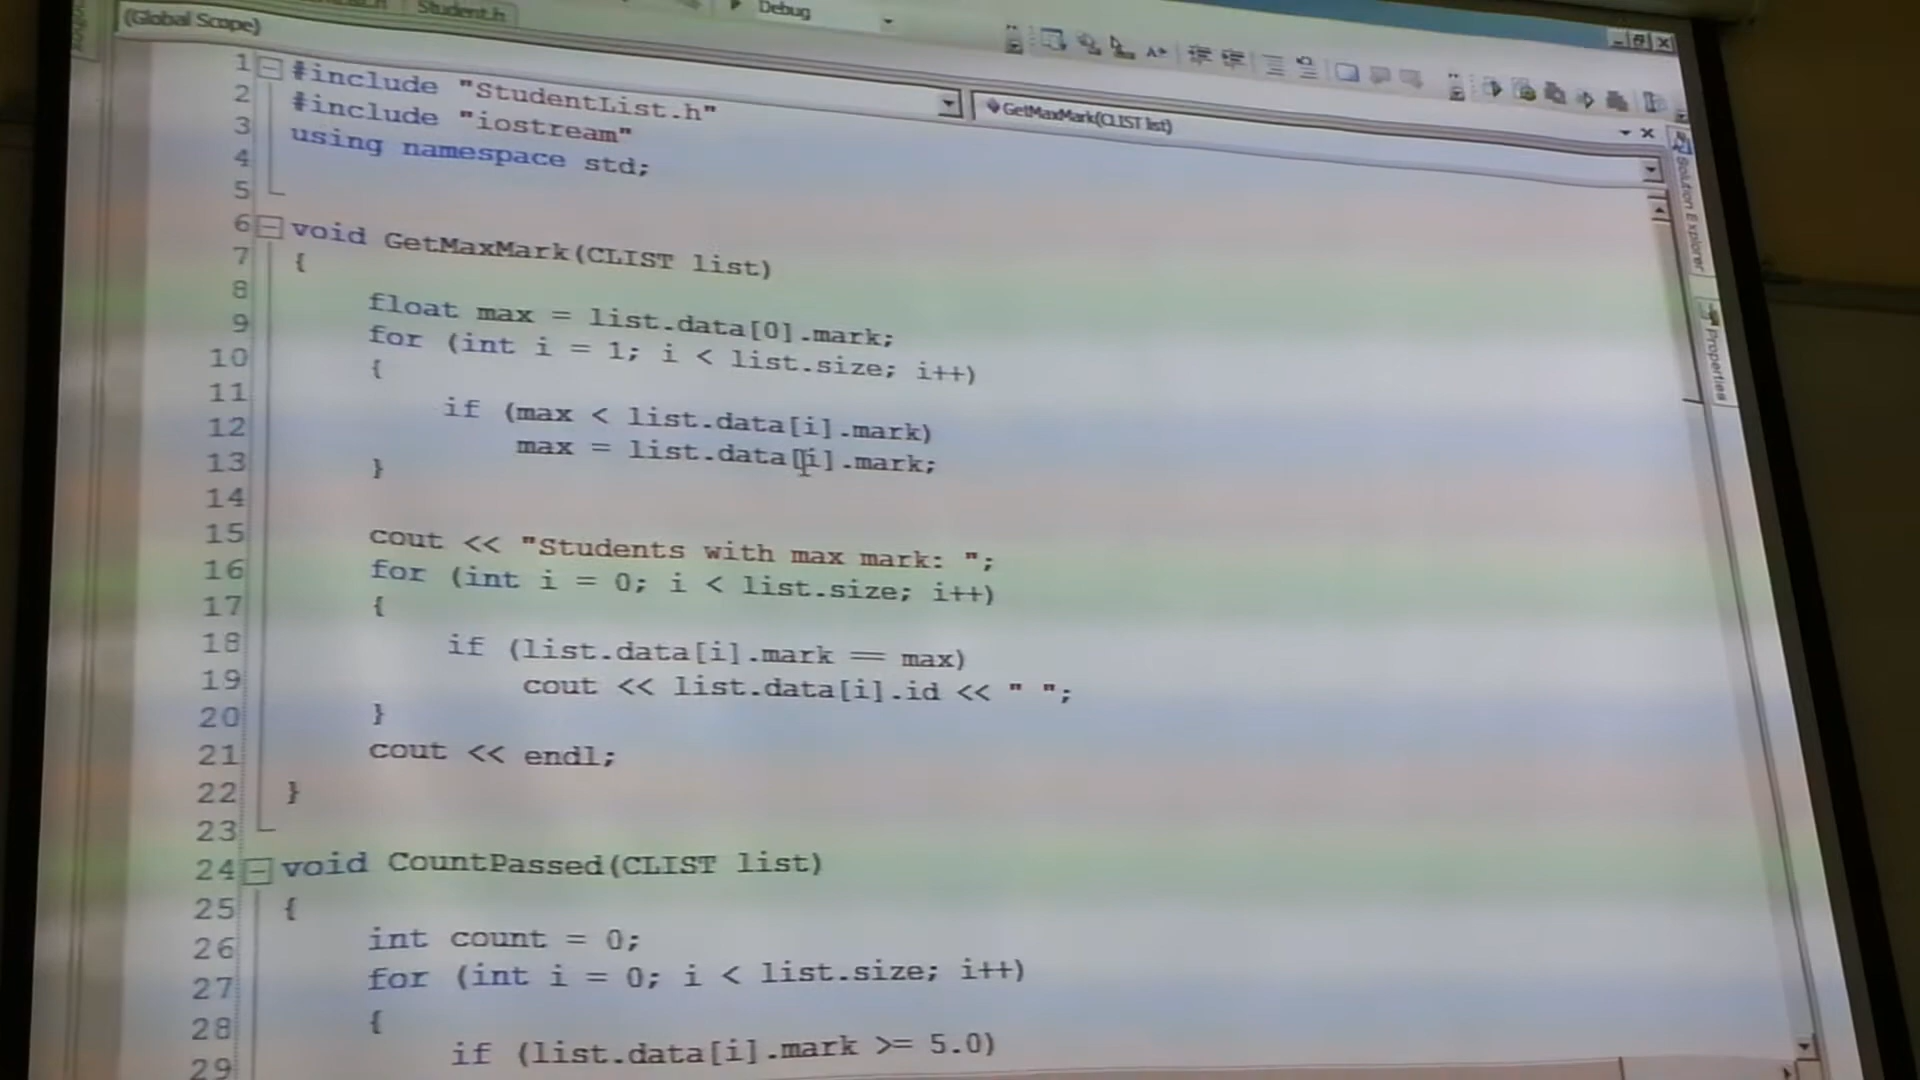 Student.h
Debug
(Global Scope)
GetMaxMark(CLIST list)
1 #include "StudentList.h"
2 #include "iostream"
3 using namespace std;
4
5
6 void GetMaxMark(CLIST list)
7 {
8 float max = list.data[0].mark;
9 for (int i = 1; i < list.size; i++)
10 {
11 if (max < list.data[i].mark)
12 max = list.data[i].mark;
13 }
14
15 cout << "Students with max mark: ";
16 for (int i = 0; i < list.size; i++)
17 {
18 if (list.data[i].mark == max)
19 cout << list.data[i].id << " ";
20 }
21 cout << endl;
22 }
23
24 void CountPassed(CLIST list)
25 {
26 int count = 0;
27 for (int i = 0; i < list.size; i++)
28 {
29 if (list.data[i].mark >= 5.0)
Solution Explorer
Properties